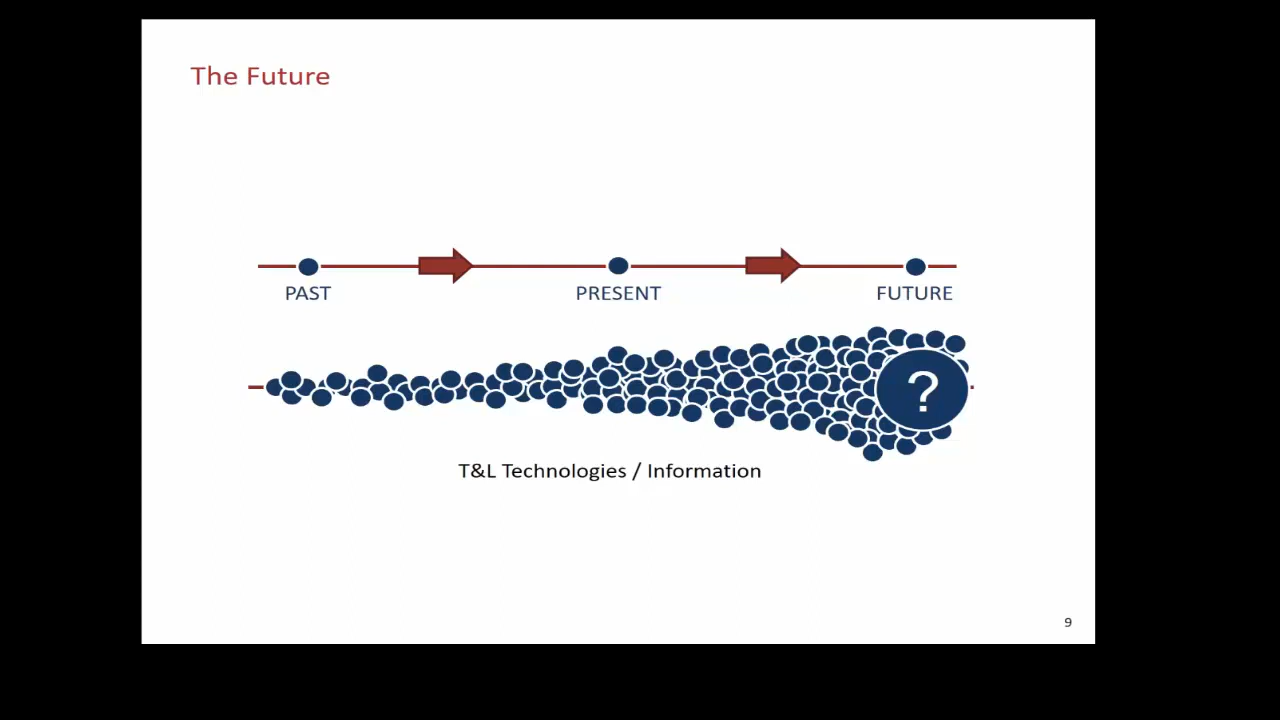 The Future
PAST PRESENT FUTURE
?
T&L Technologies / Information
9